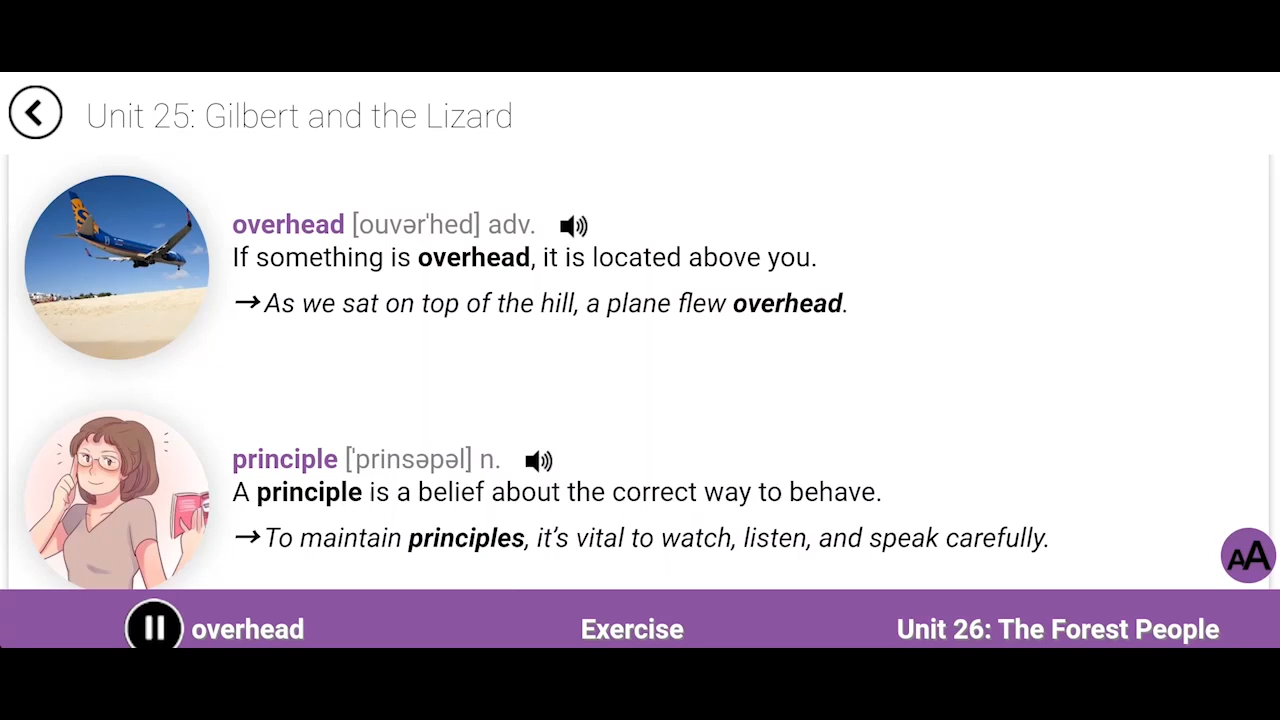 Unit 25: Gilbert and the Lizard
overhead [ouvərˈhed] adv.
If something is overhead, it is located above you.
→ As we sat on top of the hill, a plane flew overhead.
principle [ˈprinsəpəl] n.
A principle is a belief about the correct way to behave.
→ To maintain principles, it’s vital to watch, listen, and speak carefully.
AA
overhead
Exercise
Unit 26: The Forest People